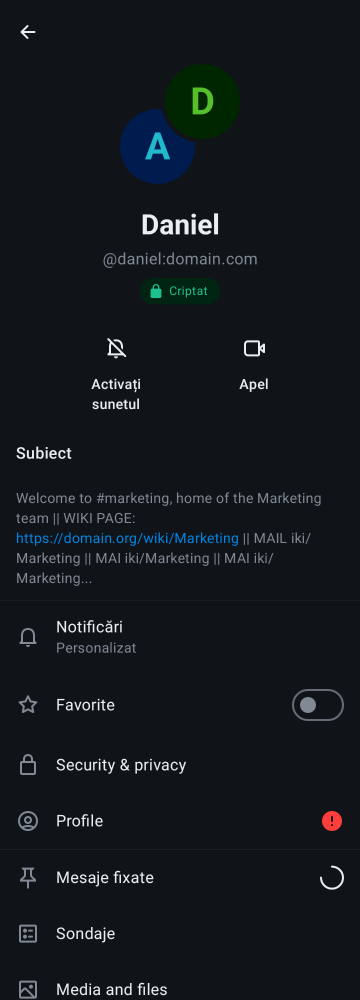 D
A
Daniel
@daniel:domain.com
Criptat
Activați
sunetul
Apel
Subiect
Welcome to #marketing, home of the Marketing
team || WIKI PAGE:
https://domain.org/wiki/Marketing || MAIL iki/
Marketing || MAI iki/Marketing || MAI iki/
Marketing...
Notificări
Personalizat
Favorite
Security & privacy
Profile
Mesaje fixate
Sondaje
Media and files